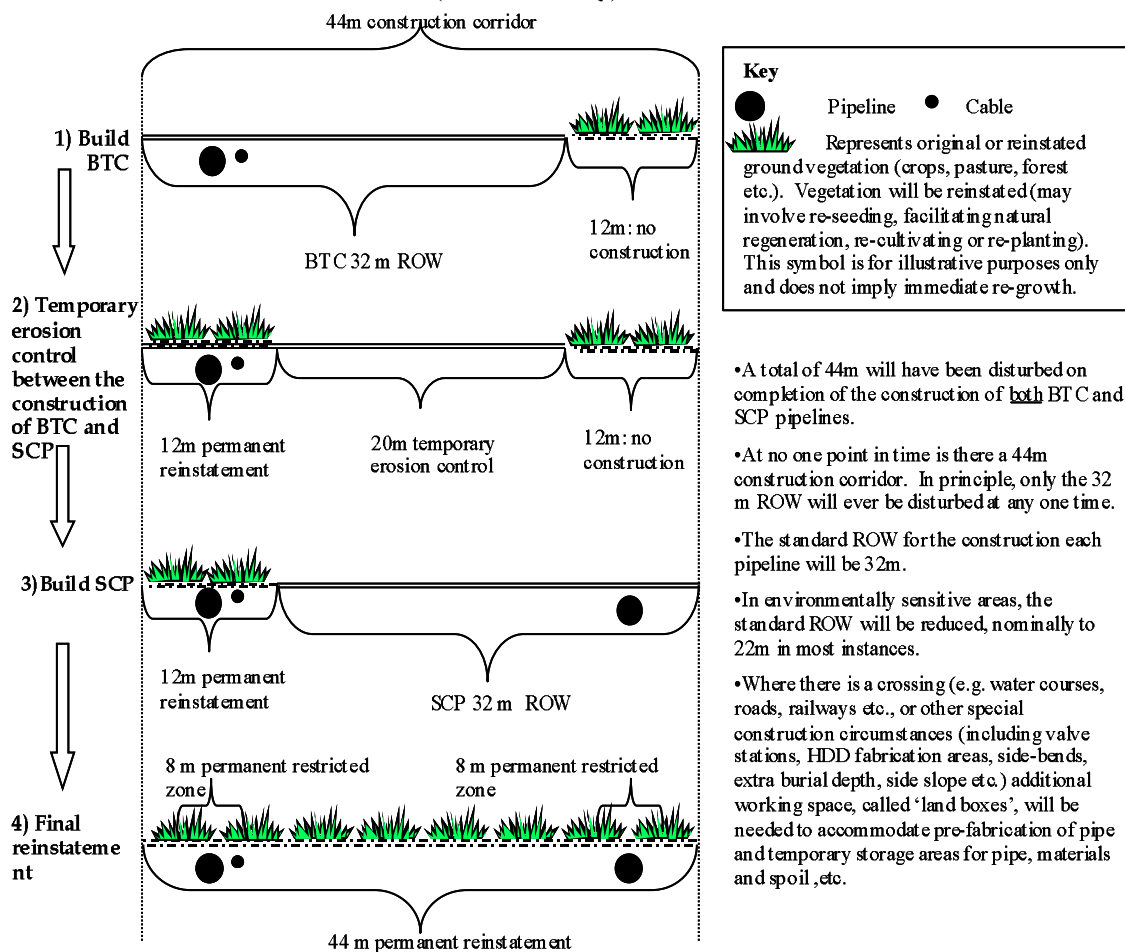 44m construction corridor
1) Build
BTC
BTC 32 m ROW
12m: no
construction
2) Temporary
erosion
control
between the
construction
of BTC and
SCP
12m permanent
reinstatement
20m temporary
erosion control
12m: no
construction
3) Build SCP
12m permanent
reinstatement
SCP 32 m ROW
8 m permanent restricted
zone
8 m permanent restricted
zone
4) Final
reinstateme
nt
44 m permanent reinstatement
Key
Pipeline
Cable
Represents original or reinstated
ground vegetation (crops, pasture, forest
etc.). Vegetation will be reinstated (may
involve re-seeding, facilitating natural
regeneration, re-cultivating or re-planting).
This symbol is for illustrative purposes only
and does not imply immediate re-growth.
•A total of 44m will have been disturbed on
completion of the construction of both BTC and
SCP pipelines.
•At no one point in time is there a 44m
construction corridor. In principle, only the 32
m ROW will ever be disturbed at any one time.
•The standard ROW for the construction each
pipeline will be 32m.
•In environmentally sensitive areas, the
standard ROW will be reduced, nominally to
22m in most instances.
•Where there is a crossing (e.g. water courses,
roads, railways etc., or other special
construction circumstances (including valve
stations, HDD fabrication areas, side-bends,
extra burial depth, side slope etc.) additional
working space, called ‘land boxes’, will be
needed to accommodate pre-fabrication of pipe
and temporary storage areas for pipe, materials
and spoil ,etc.